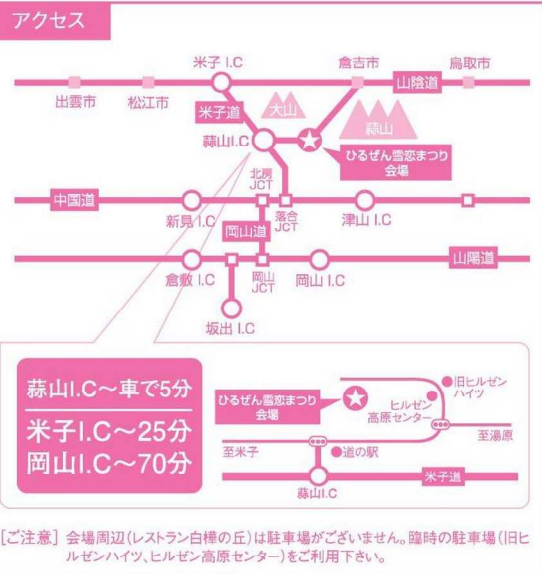 アクセス
米子 I.C
倉吉市
山陰道
鳥取市
出雲市
松江市
米子道
大山
蒜山
蒜山I.C
ひるぜん雪恋まつり
会場
北房
JCT
中国道
新見 I.C
落合
JCT
津山 I.C
岡山道
山陽道
倉敷 I.C
岡山
JCT
岡山 I.C
坂出 I.C
蒜山I.C〜車で5分
米子I.C〜25分
岡山I.C〜70分
ひるぜん雪恋まつり
会場
旧ヒルゼン
ハイツ
ヒルゼン
高原センター
至湯原
至米子
道の駅
米子道
蒜山I.C
[ご注意] 会場周辺(レストラン白樺の丘)は駐車場がございません。臨時の駐車場(旧ヒ
ルゼンハイツ、ヒルゼン高原センター)をご利用下さい。